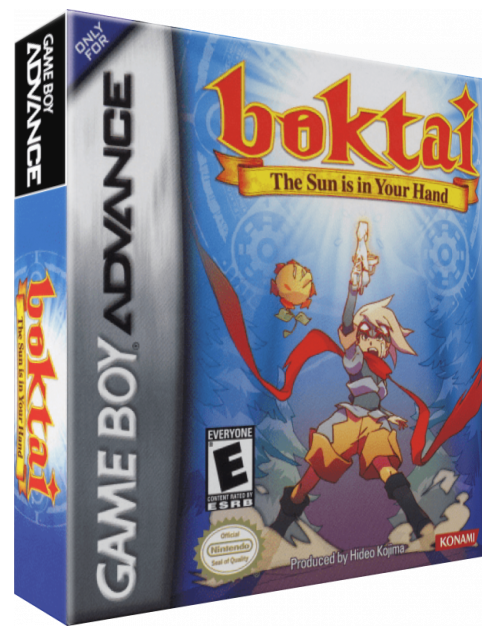 GAME BOY
ADVANCE
boktai
The Sun is in Your Hand
ONLY
FOR
GAME BOY ADVANCE
boktai
The Sun is in Your Hand
EVERYONE
E
CONTENT RATED BY
ESRB
Official
Nintendo
Seal of Quality
Produced by Hideo Kojima
KONAMI